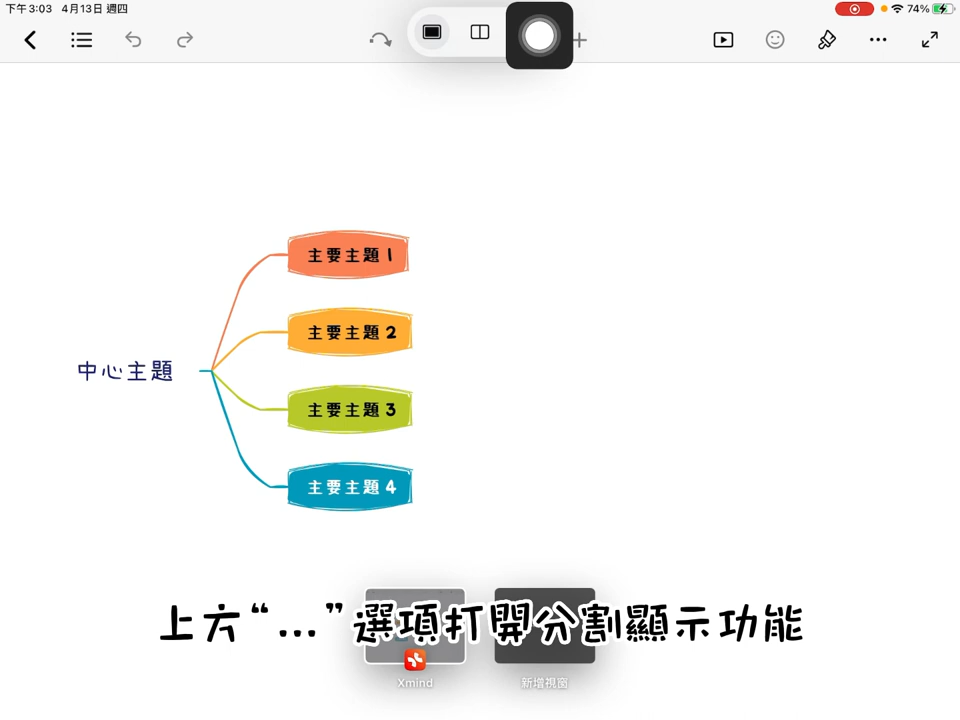 下午3:03 4月13日 週四
74%
主要主題 1
主要主題 2
主要主題 3
主要主題 4
中心主題
上方“...”選項打開分割顯示功能
Xmind
新增視窗